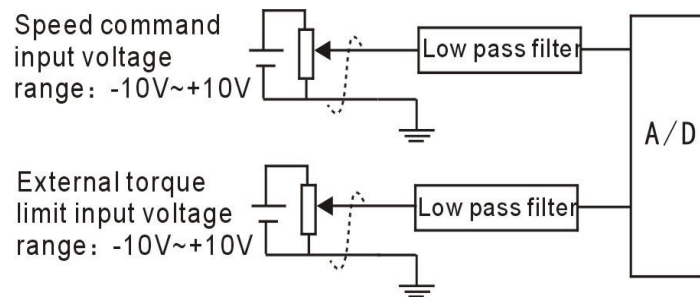 Speed command
input voltage
range: -10V~+10V
Low pass filter
A/D
External torque
limit input voltage
range: -10V~+10V
Low pass filter